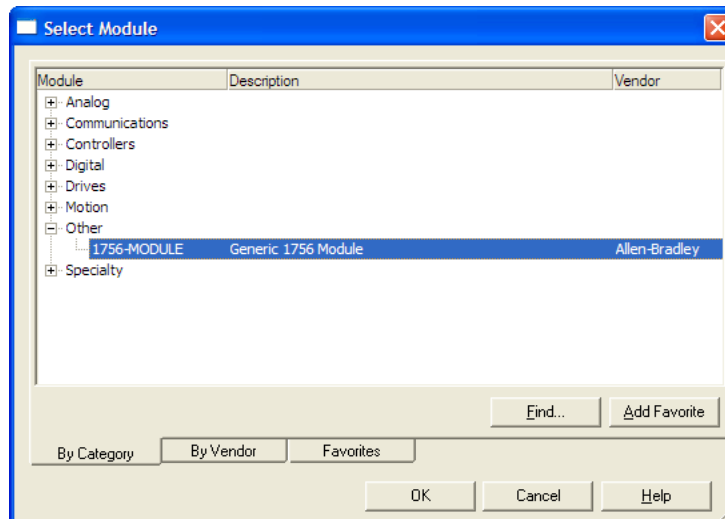 Select Module
Module Description Vendor
Analog
Communications
Controllers
Digital
Drives
Motion
Other
1756-MODULE Generic 1756 Module Allen-Bradley
Specialty
Find... Add Favorite
By Category By Vendor Favorites
OK Cancel Help